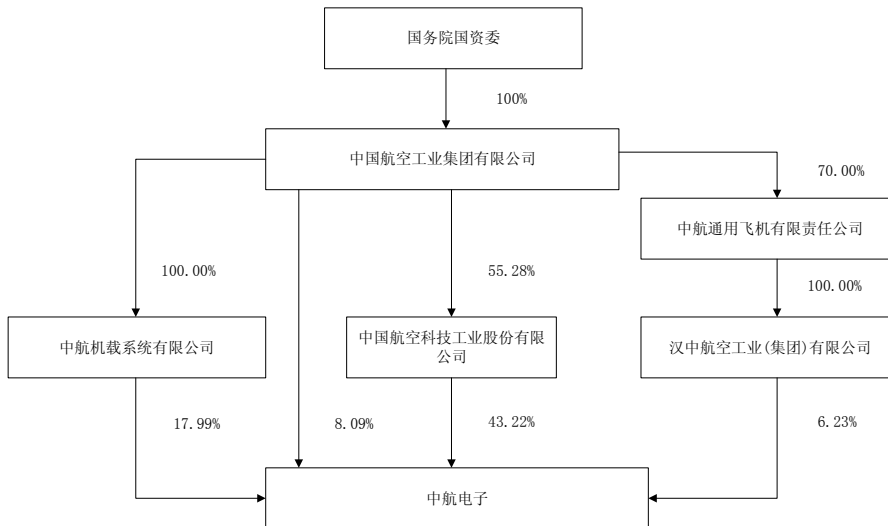 国务院国资委
100%
中国航空工业集团有限公司
70.00%
中航通用飞机有限责任公司
100.00%
55.28%
100.00%
中航机载系统有限公司
中国航空科技工业股份有限
公司
汉中航空工业(集团)有限公司
17.99%
8.09%
43.22%
6.23%
中航电子